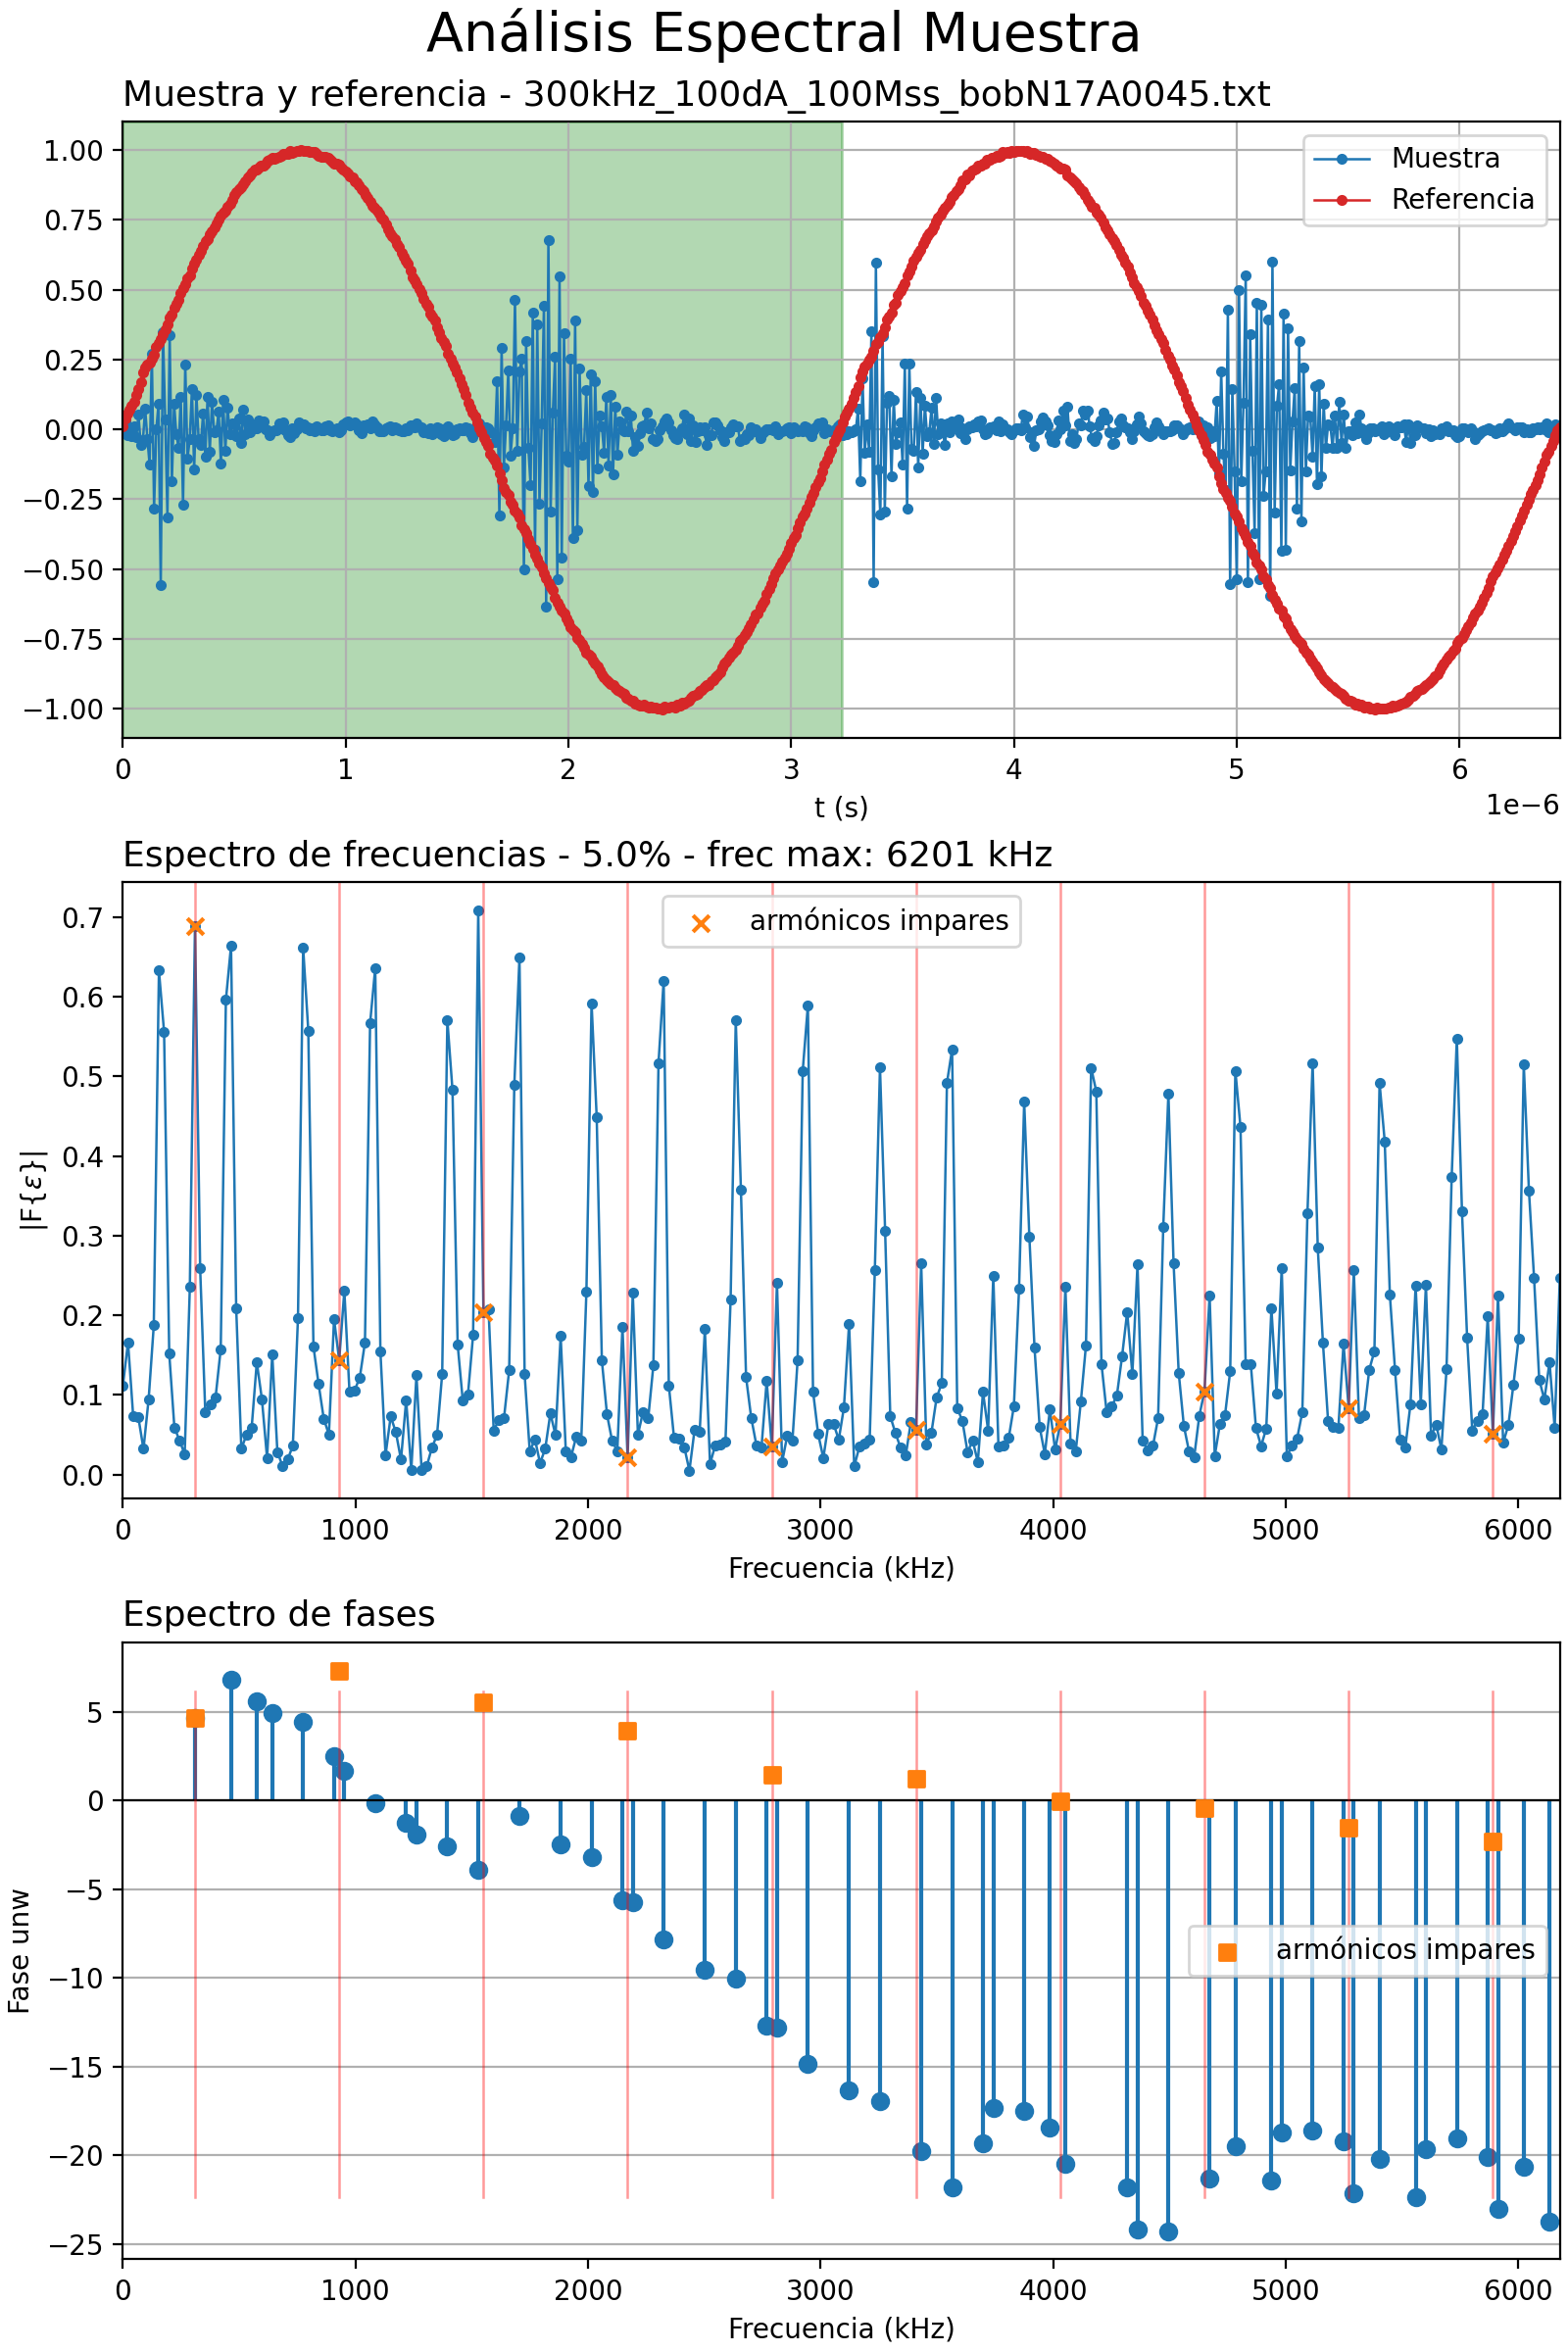 Análisis Espectral Muestra
Muestra y referencia - 300kHz_100dA_100Mss_bobN17A0045.txt
1.00
0.75
0.50
0.25
0.00
−0.25
−0.50
−0.75
−1.00
Muestra
Referencia
0 1 2 3 4 5 6
t (s)
1e−6
Espectro de frecuencias - 5.0% - frec max: 6201 kHz
armónicos impares
0.7
0.6
0.5
0.4
0.3
0.2
0.1
0.0
|F{ε}|
0 1000 2000 3000 4000 5000 6000
Frecuencia (kHz)
Espectro de fases
5
0
−5
−10
−15
−20
−25
Fase unw
armónicos impares
0 1000 2000 3000 4000 5000 6000
Frecuencia (kHz)